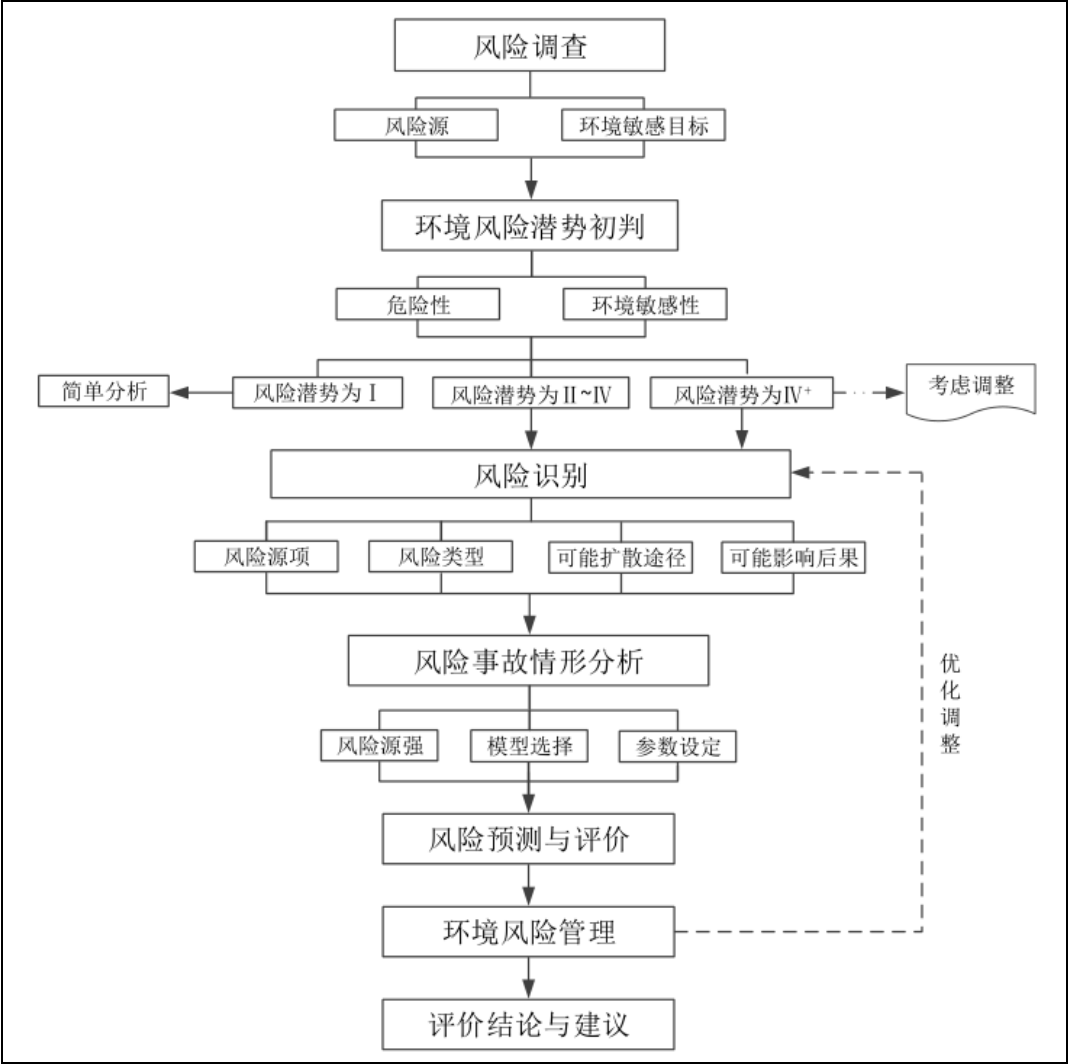 风险调查
风险源
环境敏感目标
环境风险潜势初判
危险性
环境敏感性
简单分析
风险潜势为Ⅰ
风险潜势为Ⅱ~Ⅳ
风险潜势为Ⅳ⁺
考虑调整
风险识别
风险源项
风险类型
可能扩散途径
可能影响后果
风险事故情形分析
风险源强
模型选择
参数设定
优化调整
风险预测与评价
环境风险管理
评价结论与建议